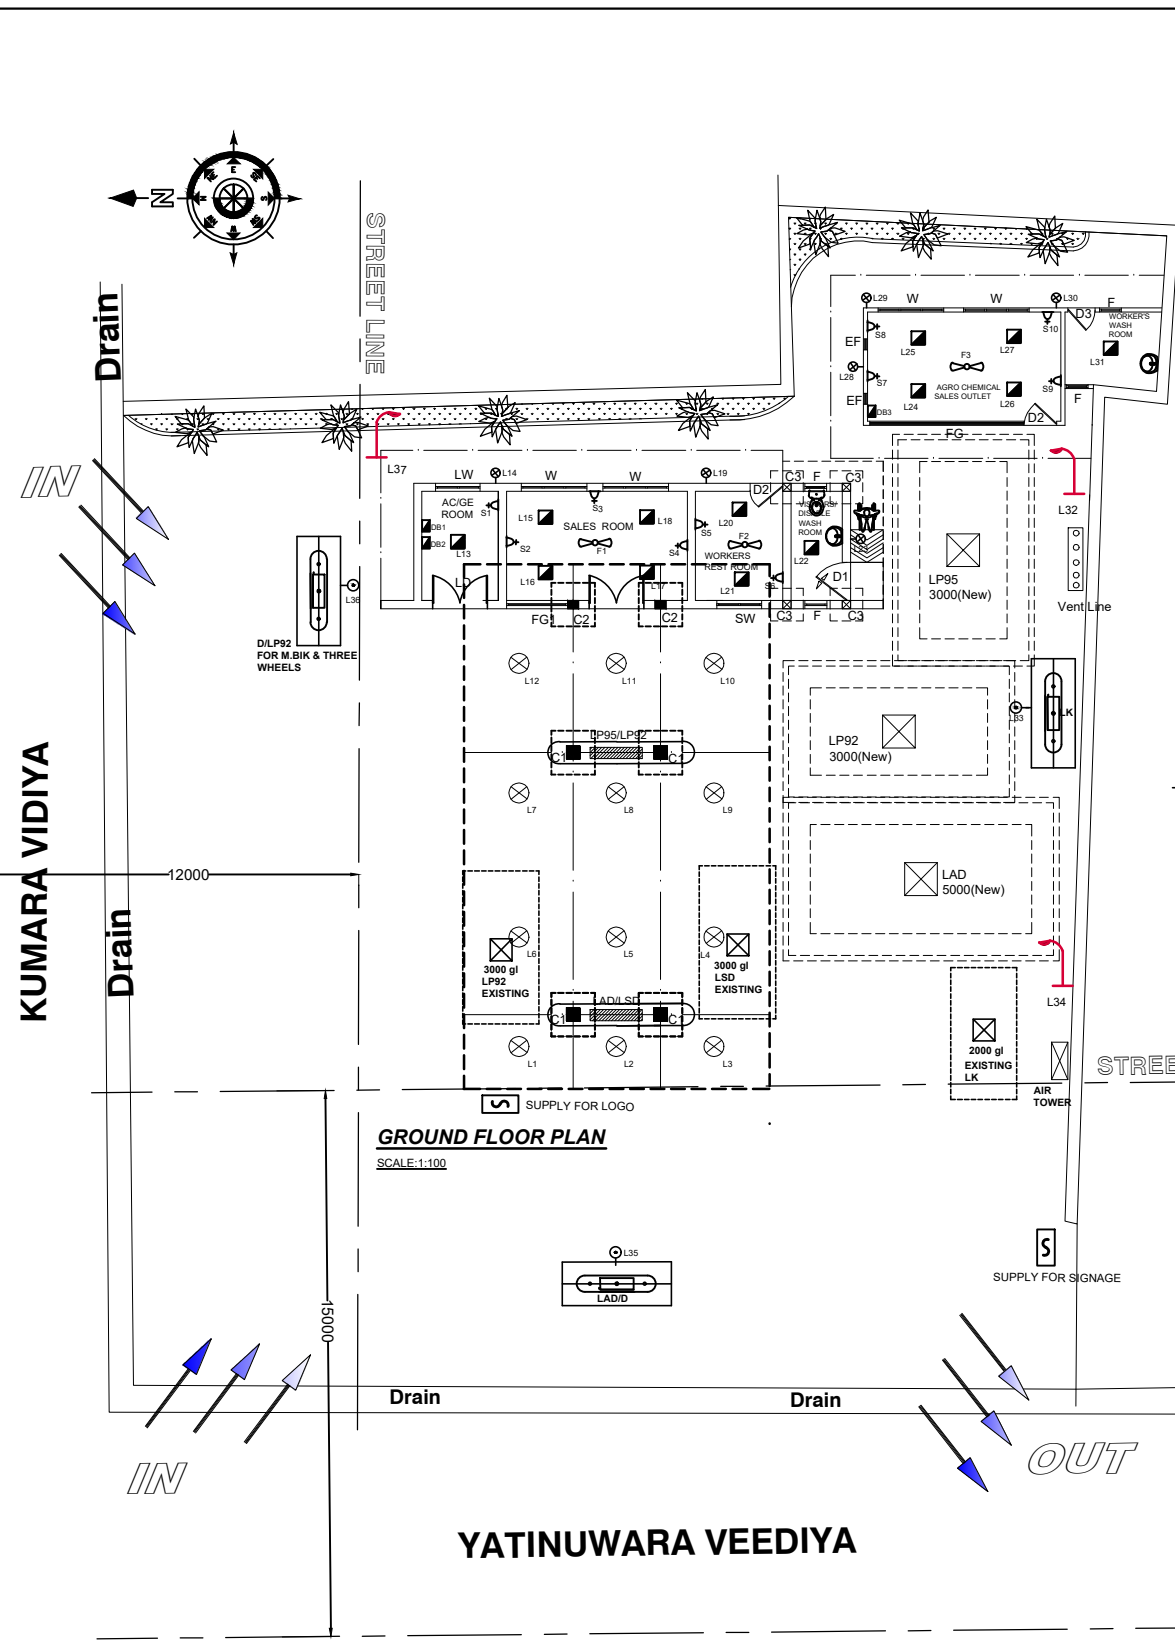 N
E
S
W
STREET LINE
Drain
IN
L29
W
W
L30
F
D3
WORKER'S
WASH
ROOM
S8
S10
EF
L25
L27
F3
L31
L28
S7
S9
AGRO CHEMICAL
SALES OUTLET
EF
L24
L26
F
DB3
D2
FG
L37
LW
L14
W
W
L19
C3
F
C3
D2
AC/GE
ROOM
S1
S3
DB1
L15
SALES ROOM
L18
L20
S5
WASH
ROOM
DB2
L13
S2
F1
S4
F2
L22
L23
WORKERS
REST ROOM
LD
L16
L17
L21
S6
D1
FG1
C2
C2
SW
C3
F
C3
L32
LP95
3000(New)
Vent Line
L36
D/LP92
FOR M.BIK & THREE
WHEELS
L12
L11
L10
L33
LK
LP95/LP92
C1
C1
LP92
3000(New)
L7
L8
L9
KUMARA VIDIYA
12000
LAD
5000(New)
Drain
L6
L5
L4
3000 gl
LP92
EXISTING
3000 gl
LSD
EXISTING
L34
LAD/LSD
C1
C1
2000 gl
EXISTING
LK
L1
L2
L3
AIR
TOWER
STREE
S
SUPPLY FOR LOGO
GROUND FLOOR PLAN
SCALE:1:100
S
SUPPLY FOR SIGNAGE
L35
LAD/D
15000
Drain
Drain
IN
OUT
YATINUWARA VEEDIYA